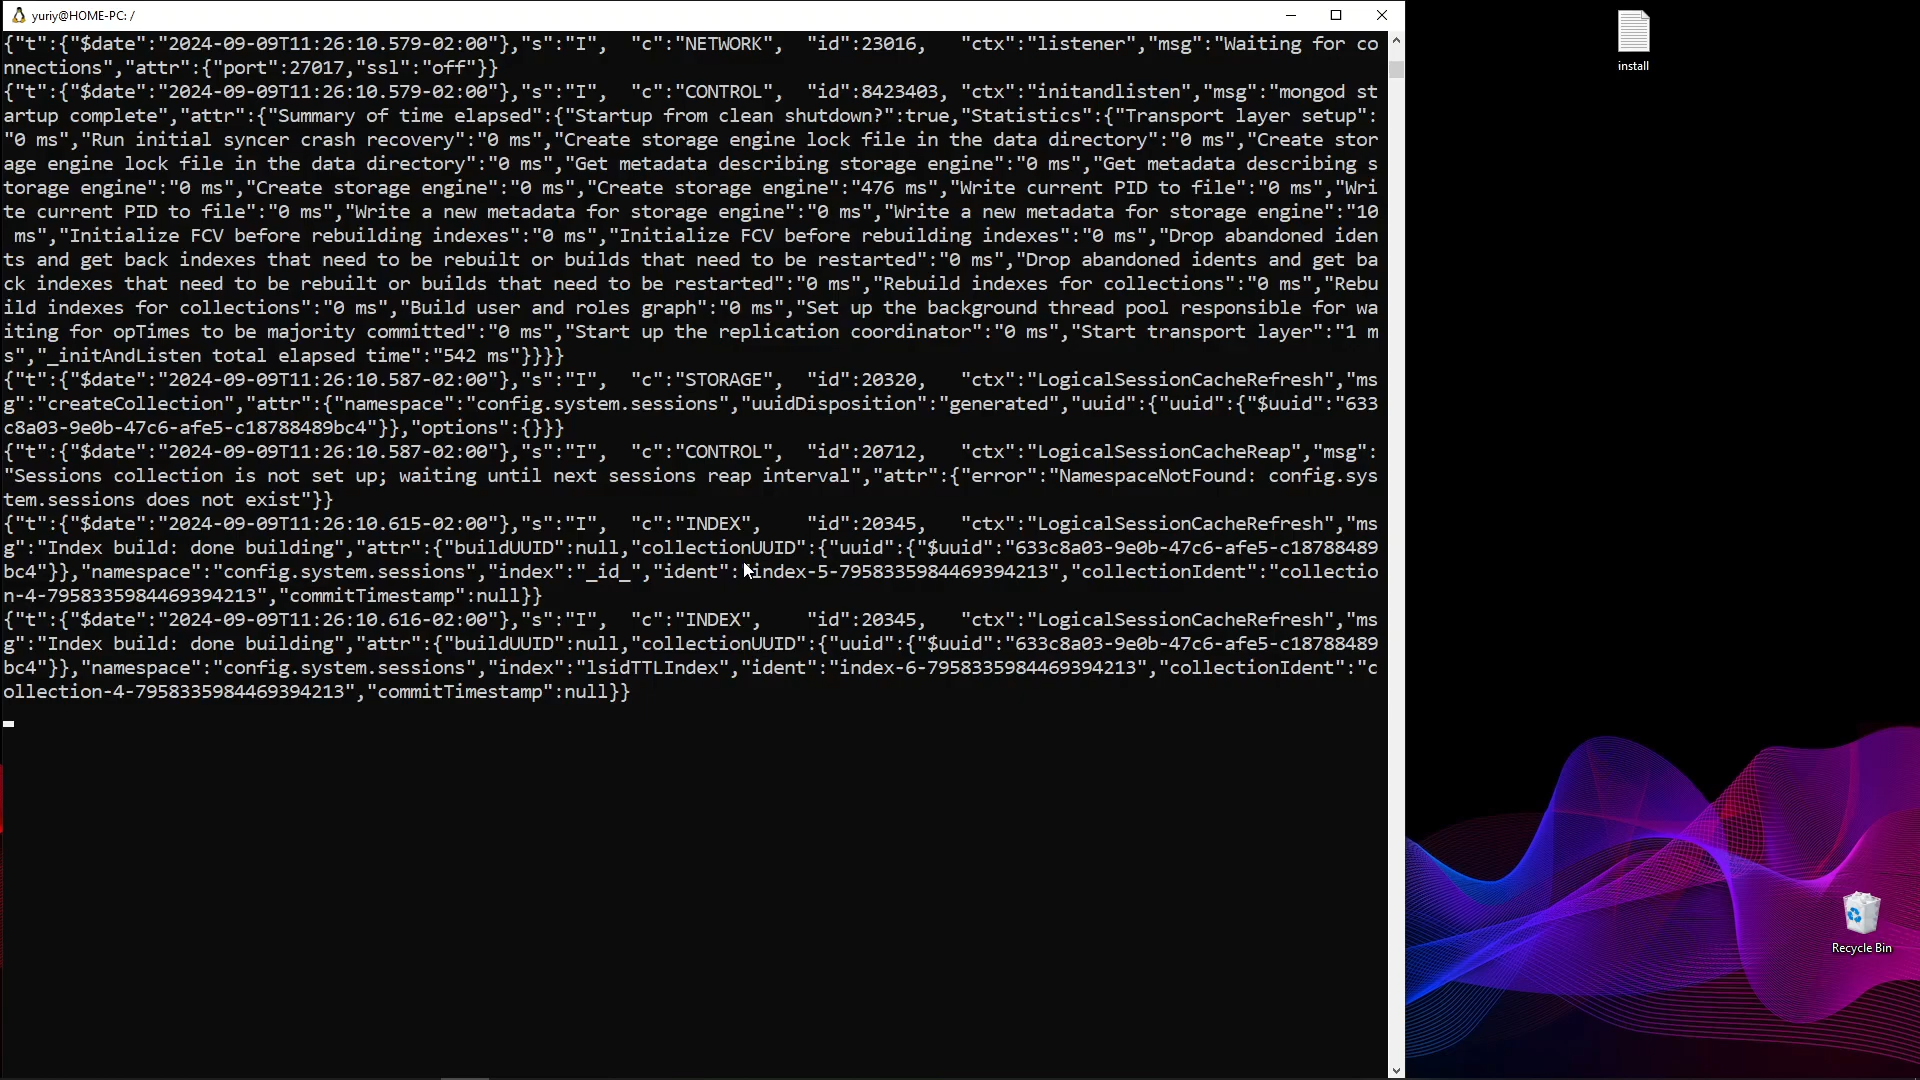 yuriy@HOME-PC: /
{"t":{"$date":"2024-09-09T11:26:10.579-02:00"},"s":"I",  "c":"NETWORK",  "id":23016,   "ctx":"listener","msg":"Waiting for co
nnections","attr":{"port":27017,"ssl":"off"}}
{"t":{"$date":"2024-09-09T11:26:10.579-02:00"},"s":"I",  "c":"CONTROL",  "id":8423403, "ctx":"initandlisten","msg":"mongod st
artup complete","attr":{"Summary of time elapsed":{"Startup from clean shutdown?":true,"Statistics":{"Transport layer setup":
"0 ms","Run initial syncer crash recovery":"0 ms","Create storage engine lock file in the data directory":"0 ms","Create stor
age engine lock file in the data directory":"0 ms","Get metadata describing storage engine":"0 ms","Get metadata describing s
torage engine":"0 ms","Create storage engine":"0 ms","Create storage engine":"476 ms","Write current PID to file":"0 ms","Wri
te current PID to file":"0 ms","Write a new metadata for storage engine":"0 ms","Write a new metadata for storage engine":"10
 ms","Initialize FCV before rebuilding indexes":"0 ms","Initialize FCV before rebuilding indexes":"0 ms","Drop abandoned iden
ts and get back indexes that need to be rebuilt or builds that need to be restarted":"0 ms","Drop abandoned idents and get ba
ck indexes that need to be rebuilt or builds that need to be restarted":"0 ms","Rebuild indexes for collections":"0 ms","Rebu
ild indexes for collections":"0 ms","Build user and roles graph":"0 ms","Set up the background thread pool responsible for wa
iting for opTimes to be majority committed":"0 ms","Start up the replication coordinator":"0 ms","Start transport layer":"1 m
s","_initAndListen total elapsed time":"542 ms"}}}}
{"t":{"$date":"2024-09-09T11:26:10.587-02:00"},"s":"I",  "c":"STORAGE",  "id":20320,   "ctx":"LogicalSessionCacheRefresh","ms
g":"createCollection","attr":{"namespace":"config.system.sessions","uuidDisposition":"generated","uuid":{"uuid":{"$uuid":"633
c8a03-9e0b-47c6-afe5-c18788489bc4"}},"options":{}}}
{"t":{"$date":"2024-09-09T11:26:10.587-02:00"},"s":"I",  "c":"CONTROL",  "id":20712,   "ctx":"LogicalSessionCacheReap","msg":
"Sessions collection is not set up; waiting until next sessions reap interval","attr":{"error":"NamespaceNotFound: config.sys
tem.sessions does not exist"}}
{"t":{"$date":"2024-09-09T11:26:10.615-02:00"},"s":"I",  "c":"INDEX",    "id":20345,   "ctx":"LogicalSessionCacheRefresh","ms
g":"Index build: done building","attr":{"buildUUID":null,"collectionUUID":{"uuid":{"$uuid":"633c8a03-9e0b-47c6-afe5-c18788489
bc4"}},"namespace":"config.system.sessions","index":"_id_","ident":"index-5-7958335984469394213","collectionIdent":"collectio
n-4-7958335984469394213","commitTimestamp":null}}
{"t":{"$date":"2024-09-09T11:26:10.616-02:00"},"s":"I",  "c":"INDEX",    "id":20345,   "ctx":"LogicalSessionCacheRefresh","ms
g":"Index build: done building","attr":{"buildUUID":null,"collectionUUID":{"uuid":{"$uuid":"633c8a03-9e0b-47c6-afe5-c18788489
bc4"}},"namespace":"config.system.sessions","index":"lsidTTLIndex","ident":"index-6-7958335984469394213","collectionIdent":"c
ollection-4-7958335984469394213","commitTimestamp":null}}
install
Recycle Bin